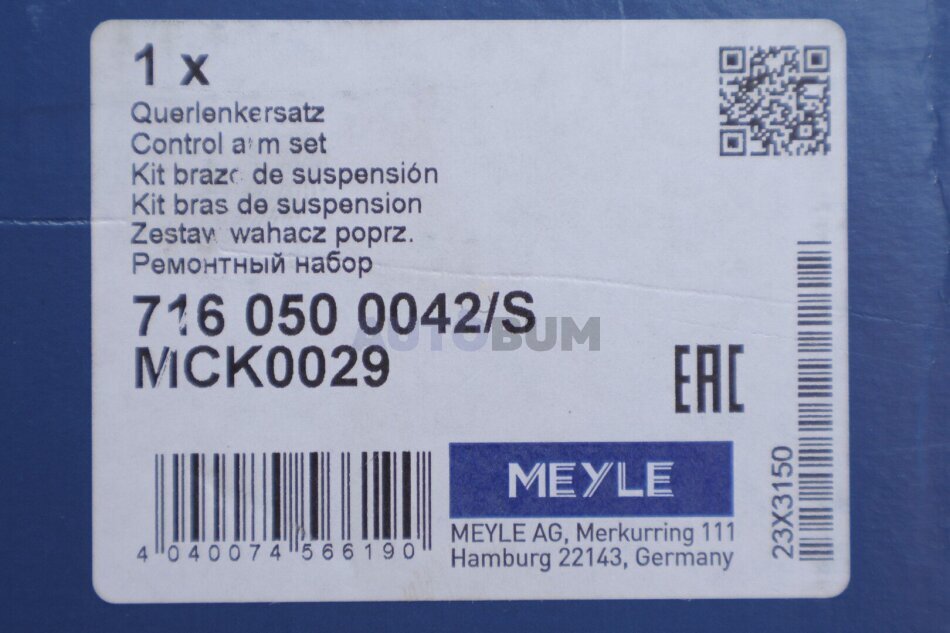 1 x
Querlenkersatz
Control arm set
Kit brazo de suspensión
Kit bras de suspension
Zestaw wahacz poprz.
Ремонтный набор
716 050 0042/S
AUTOBUM
MCK0029
EAC
MEYLE
MEYLE AG, Merkurring 111
Hamburg 22143, Germany
4 040074 566190
23X3150